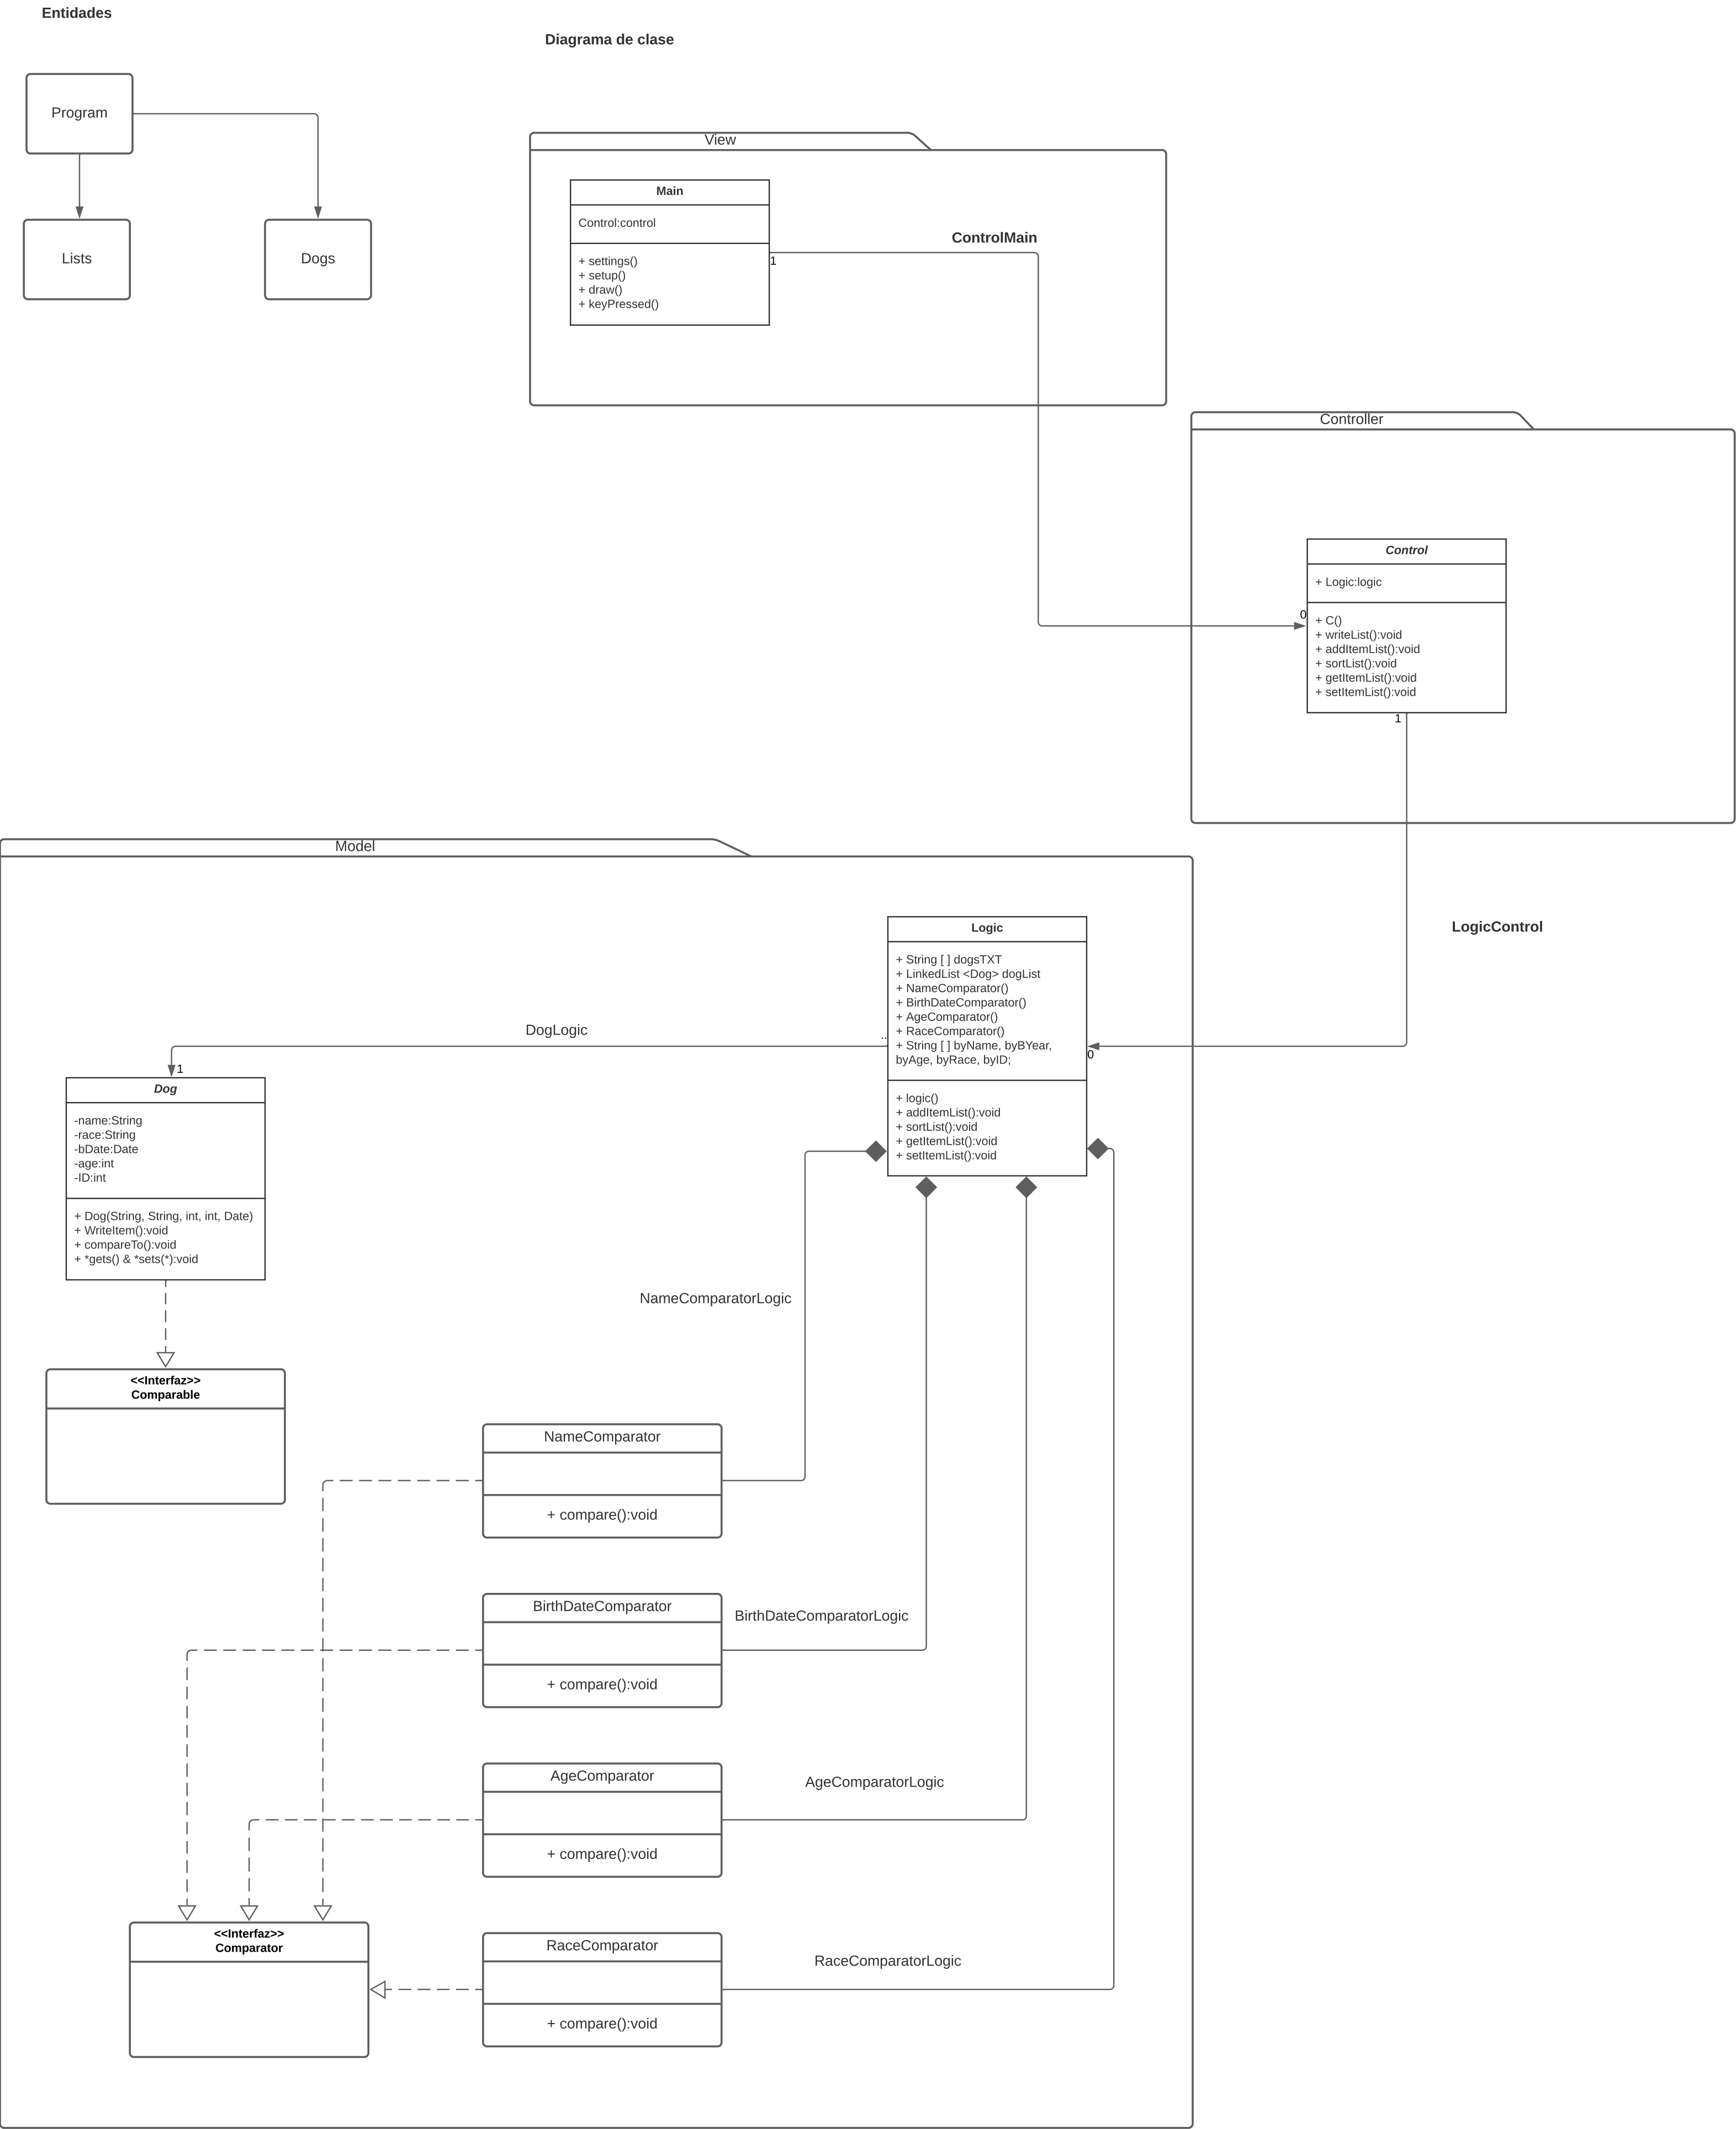 Entidades
Diagrama de clase
Program
Lists
Dogs
View
Main
Control:control
+ settings()
+ setup()
+ draw()
+ keyPressed()
1
ControlMain
Controller
Control
+ Logic:logic
0
+ C()
+ writeList():void
+ addItemList():void
+ sortList():void
+ getItemList():void
+ setItemList():void
1
LogicControl
Model
Logic
+ String [ ] dogsTXT
+ LinkedList <Dog> dogList
+ NameComparator()
+ BirthDateComparator()
+ AgeComparator()
+ RaceComparator()
+ String [ ] byName, byBYear,
byAge, byRace, byID;
+ logic()
+ addItemList():void
+ sortList():void
+ getItemList():void
+ setItemList():void
0
..
DogLogic
1
Dog
-name:String
-race:String
-bDate:Date
-age:int
-ID:int
+ Dog(String, String, int, int, Date)
+ WriteItem():void
+ compareTo():void
+ *gets() & *sets(*):void
<<Interfaz>>
Comparable
NameComparatorLogic
NameComparator
+ compare():void
BirthDateComparator
+ compare():void
BirthDateComparatorLogic
AgeComparator
+ compare():void
AgeComparatorLogic
<<Interfaz>>
Comparator
RaceComparator
+ compare():void
RaceComparatorLogic